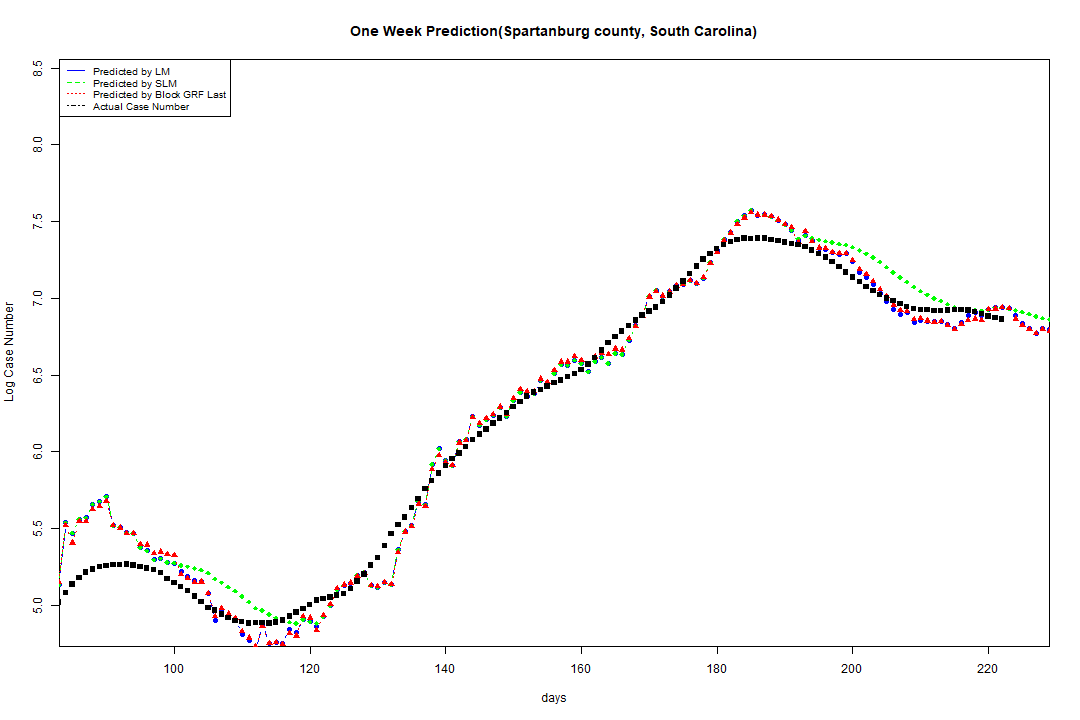 One Week Prediction(Spartanburg county, South Carolina)
Predicted by LM
Predicted by SLM
Predicted by Block GRF Last
Actual Case Number
8.5
8.0
7.5
7.0
6.5
6.0
5.5
5.0
Log Case Number
100 120 140 160 180 200 220
days